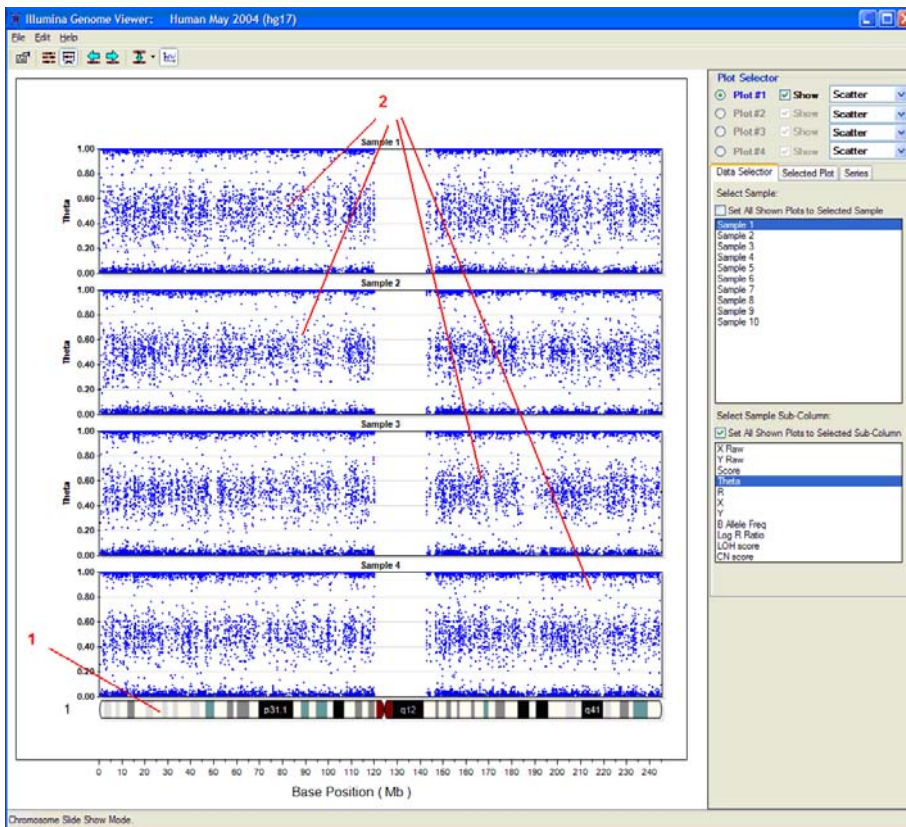 Illumina Genome Viewer: Human May 2004 (hg17)
File Edit Help
2
Sample 1
1.00
0.80
0.60
0.40
0.20
0.00
Theta
Sample 2
1.00
0.80
0.60
0.40
0.20
0.00
Theta
Sample 3
1.00
0.80
0.60
0.40
0.20
0.00
Theta
Sample 4
1.00
0.80
0.60
0.40
0.20
0.00
Theta
1
1 p31.1 q12 q41
0 10 20 30 40 50 60 70 80 90 100 110 120 130 140 150 160 170 180 190 200 210 220 230 240
Base Position ( Mb )
Plot Selector
Plot #1 Show Scatter
Plot #2 Show Scatter
Plot #3 Show Scatter
Plot #4 Show Scatter
Data Selector Selected Plot Series
Select Sample:
Set All Shown Plots to Selected Sample
Sample 1
Sample 2
Sample 3
Sample 4
Sample 5
Sample 6
Sample 7
Sample 8
Sample 9
Sample 10
Select Sample Sub-Column:
Set All Shown Plots to Selected Sub-Column
X Raw
Y Raw
Score
Theta
R
X
Y
B Allele Freq
Log R Ratio
LOH score
CN score
Chromosome Slide Show Mode.